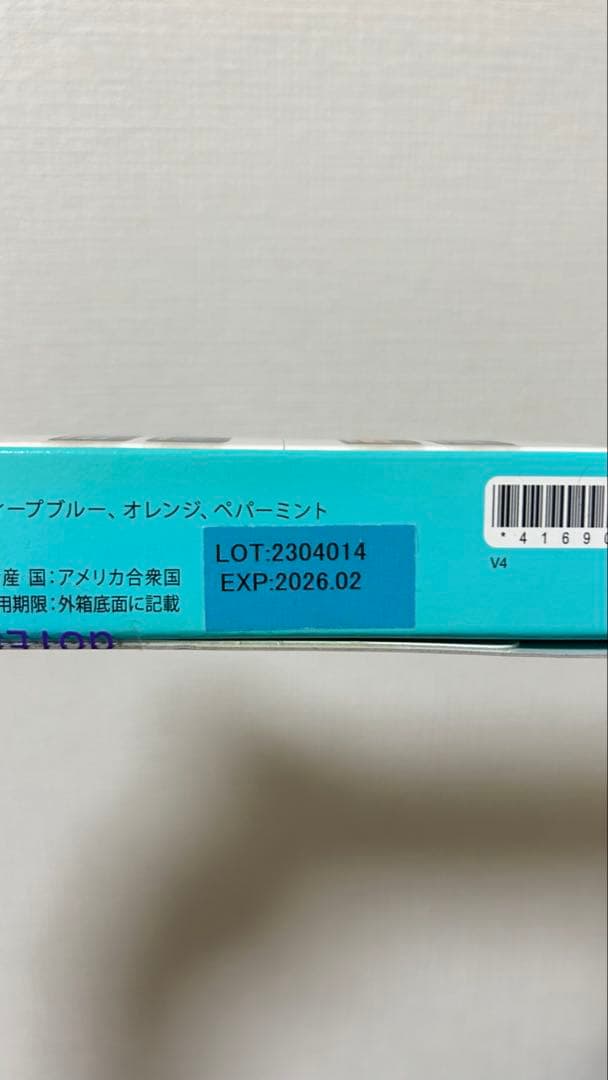 ィープブルー、オレンジ、ペパーミント
LOT:2304014
EXP:2026.02
産 国:アメリカ合衆国
用期限:外箱底面に記載
*4169
V4